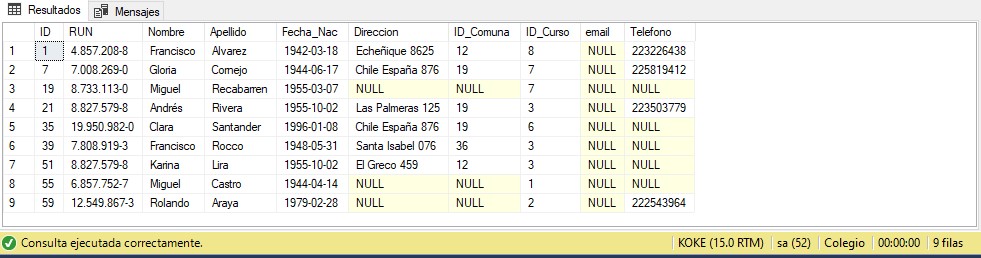 Resultados Mensajes
ID RUN Nombre Apellido Fecha_Nac Direccion ID_Comuna ID_Curso email Telefono
1 1 4.857.208-8 Francisco Alvarez 1942-03-18 Echeñique 8625 12 8 NULL 223226438
2 7 7.008.269-0 Gloria Cornejo 1944-06-17 Chile España 876 19 7 NULL 225819412
3 19 8.733.113-0 Miguel Recabarren 1955-03-07 NULL NULL 7 NULL NULL
4 21 8.827.579-8 Andrés Rivera 1955-10-02 Las Palmeras 125 19 3 NULL 223503779
5 35 19.950.982-0 Clara Santander 1996-01-08 Chile España 876 19 6 NULL NULL
6 39 7.808.919-3 Francisco Rocco 1948-05-31 Santa Isabel 076 36 3 NULL NULL
7 51 8.827.579-8 Karina Lira 1955-10-02 El Greco 459 12 3 NULL NULL
8 55 6.857.752-7 Miguel Castro 1944-04-14 NULL NULL 1 NULL NULL
9 59 12.549.867-3 Rolando Araya 1979-02-28 NULL NULL 2 NULL 222543964
Consulta ejecutada correctamente. KOKE (15.0 RTM) sa (52) Colegio 00:00:00 9 filas